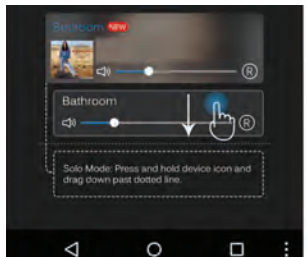 Bedroom NEW
R
Bathroom
R
Solo Mode: Press and hold device icon and
drag down past dotted line.